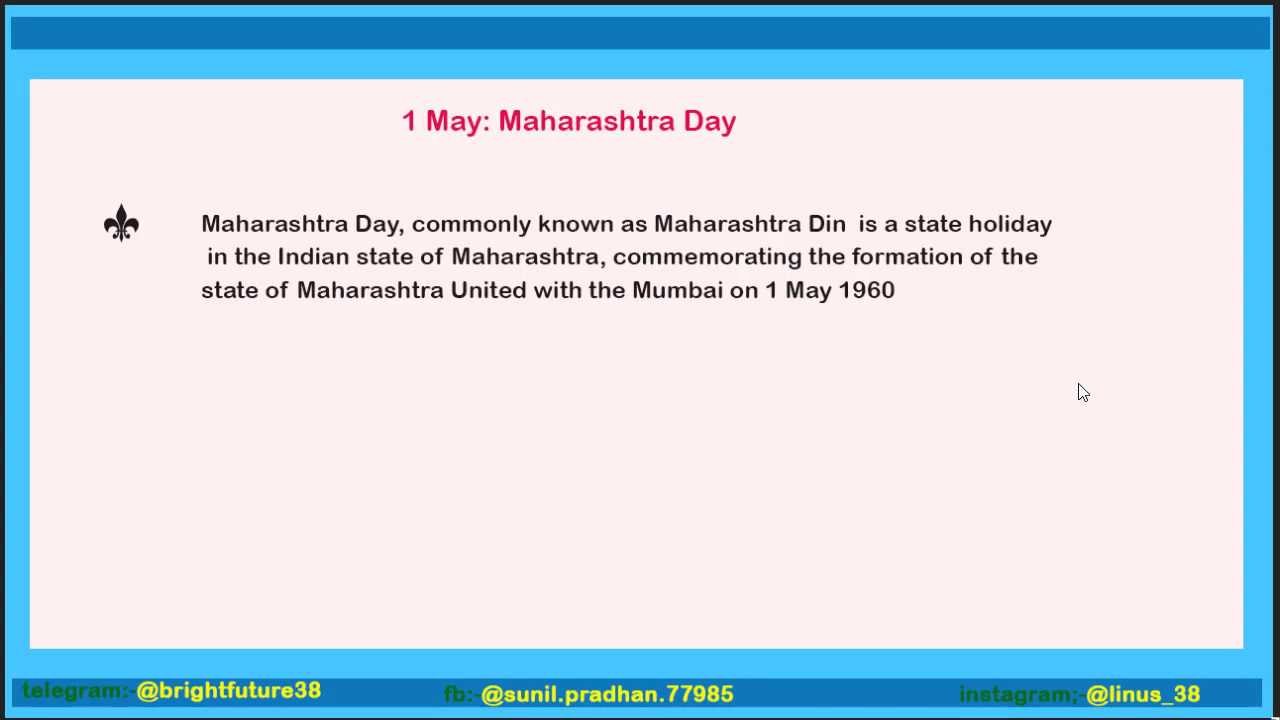 1 May: Maharashtra Day
Maharashtra Day, commonly known as Maharashtra Din is a state holiday
in the Indian state of Maharashtra, commemorating the formation of the
state of Maharashtra United with the Mumbai on 1 May 1960
telegram:-@brightfuture38
fb:-@sunil.pradhan.77985
instagram;-@linus_38